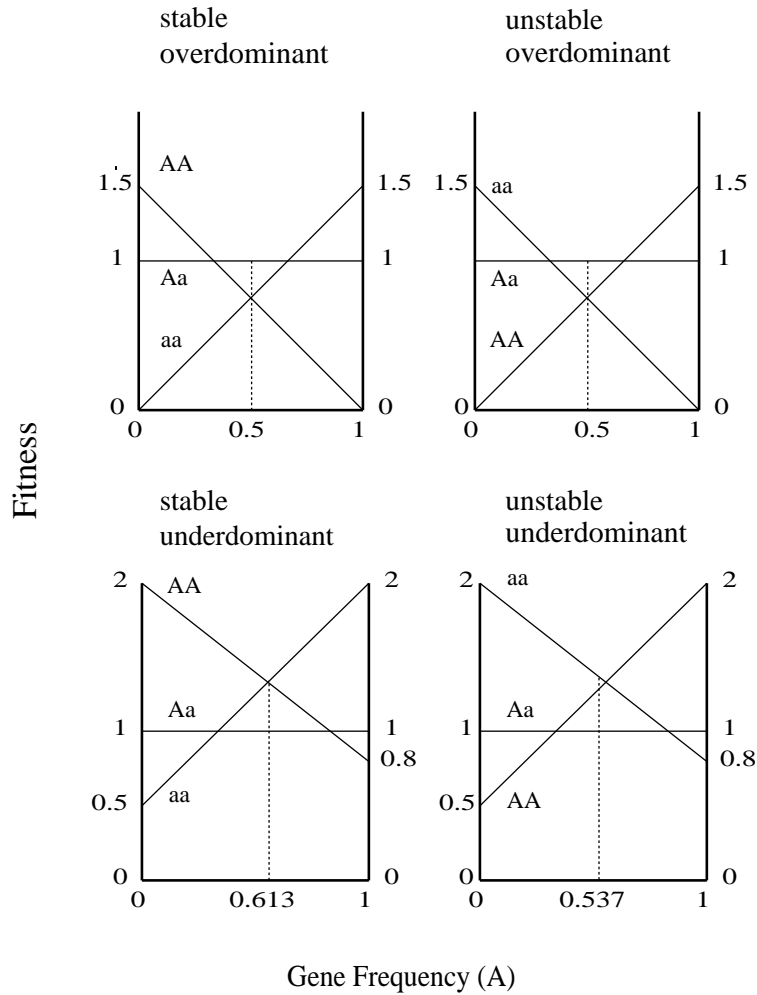 stable
overdominant
AA
1.5
1.5
1
1
Aa
aa
0
0
0
0.5
1
unstable
overdominant
1.5
aa
1.5
1
1
Aa
AA
0
0
0
0.5
1
Fitness
stable
underdominant
2
AA
2
Aa
1
1
0.8
0.5
aa
0
0
0
0.613
1
unstable
underdominant
2
aa
2
Aa
1
1
0.8
0.5
AA
0
0
0
0.537
1
Gene Frequency (A)